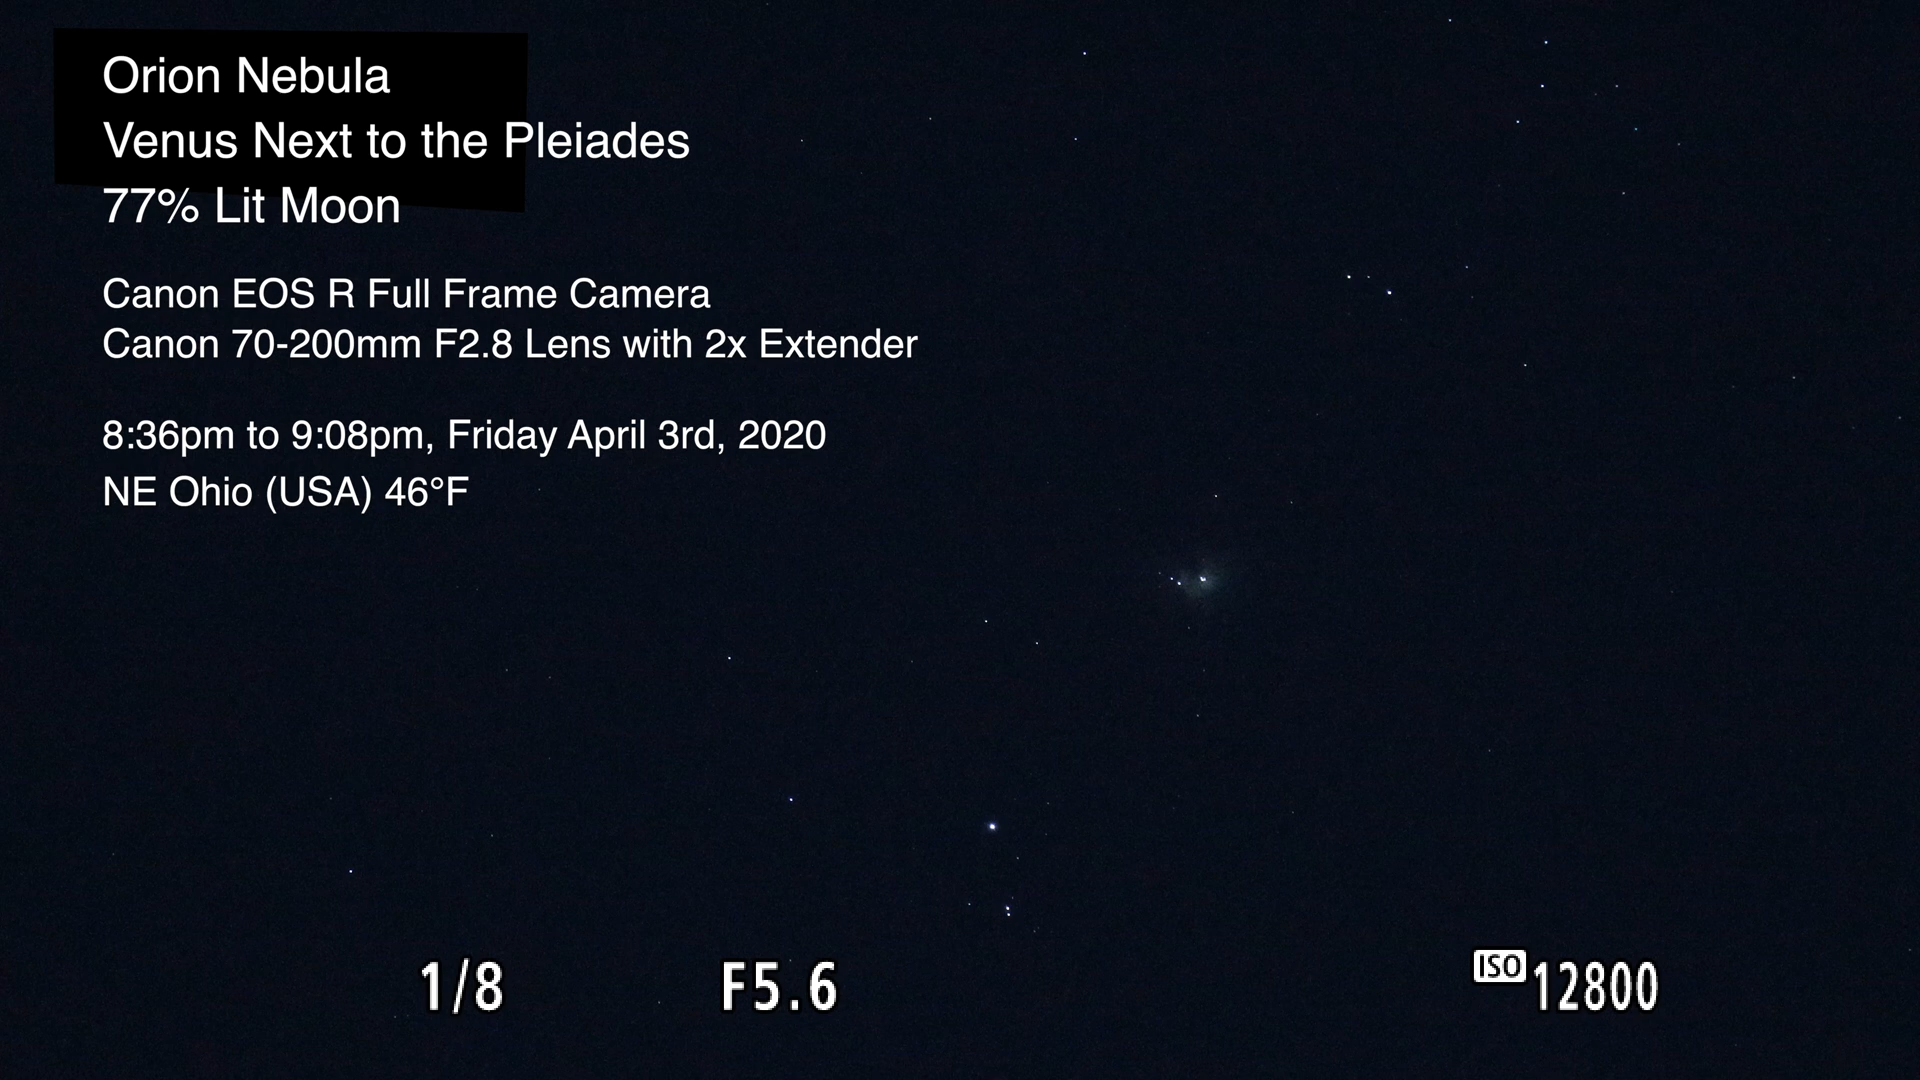 Orion Nebula
Venus Next to the Pleiades
77% Lit Moon
Canon EOS R Full Frame Camera
Canon 70-200mm F2.8 Lens with 2x Extender
8:36pm to 9:08pm, Friday April 3rd, 2020
NE Ohio (USA) 46°F
1/8 F5.6 ISO 12800